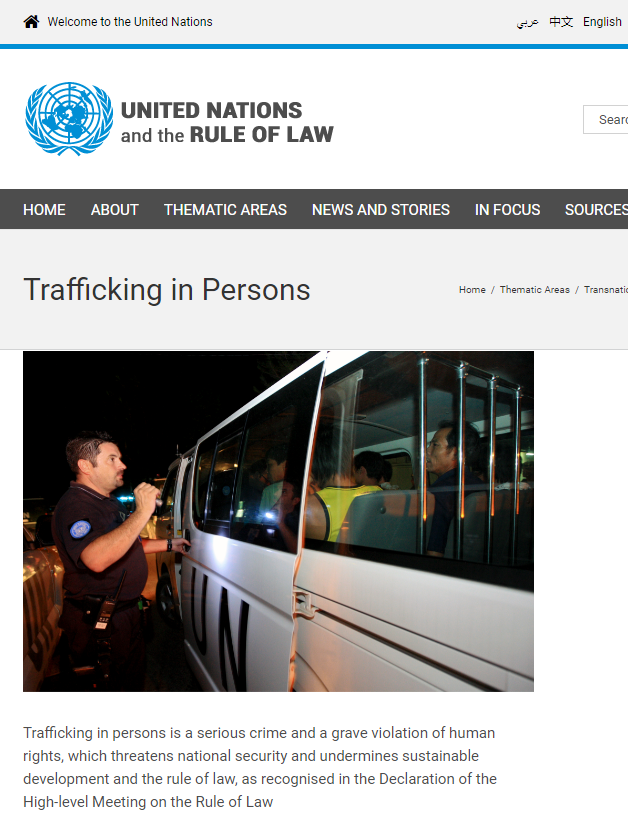 Welcome to the United Nations
عربي 中文 English
UNITED NATIONS
and the RULE OF LAW
HOME ABOUT THEMATIC AREAS NEWS AND STORIES IN FOCUS SOURCES
Trafficking in Persons
Home / Thematic Areas /
UN
Trafficking in persons is a serious crime and a grave violation of human
rights, which threatens national security and undermines sustainable
development and the rule of law, as recognised in the Declaration of the
High-level Meeting on the Rule of Law